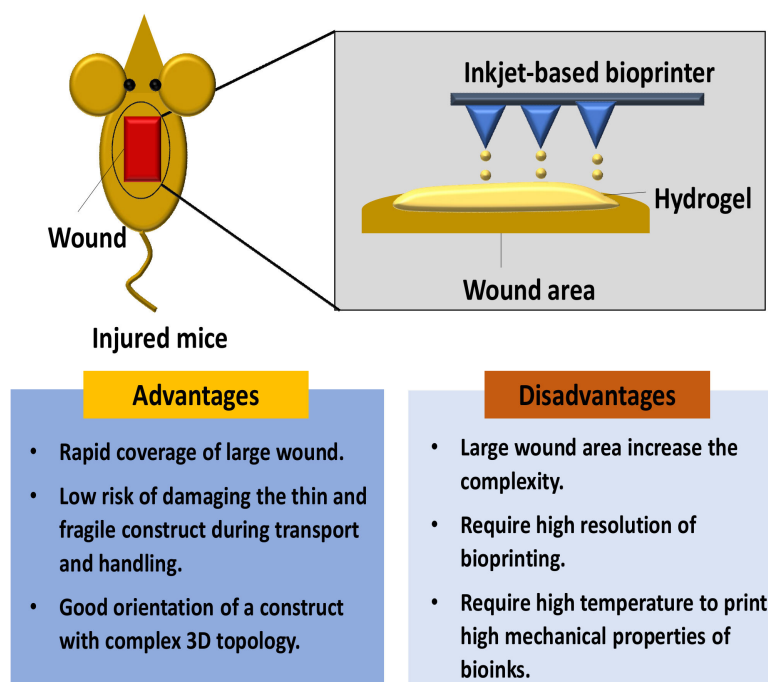 Inkjet-based bioprinter
Hydrogel
Wound
Wound area
Injured mice
Advantages
• Rapid coverage of large wound.
• Low risk of damaging the thin and
fragile construct during transport
and handling.
• Good orientation of a construct
with complex 3D topology.
Disadvantages
• Large wound area increase the
complexity.
• Require high resolution of
bioprinting.
• Require high temperature to print
high mechanical properties of
bioinks.